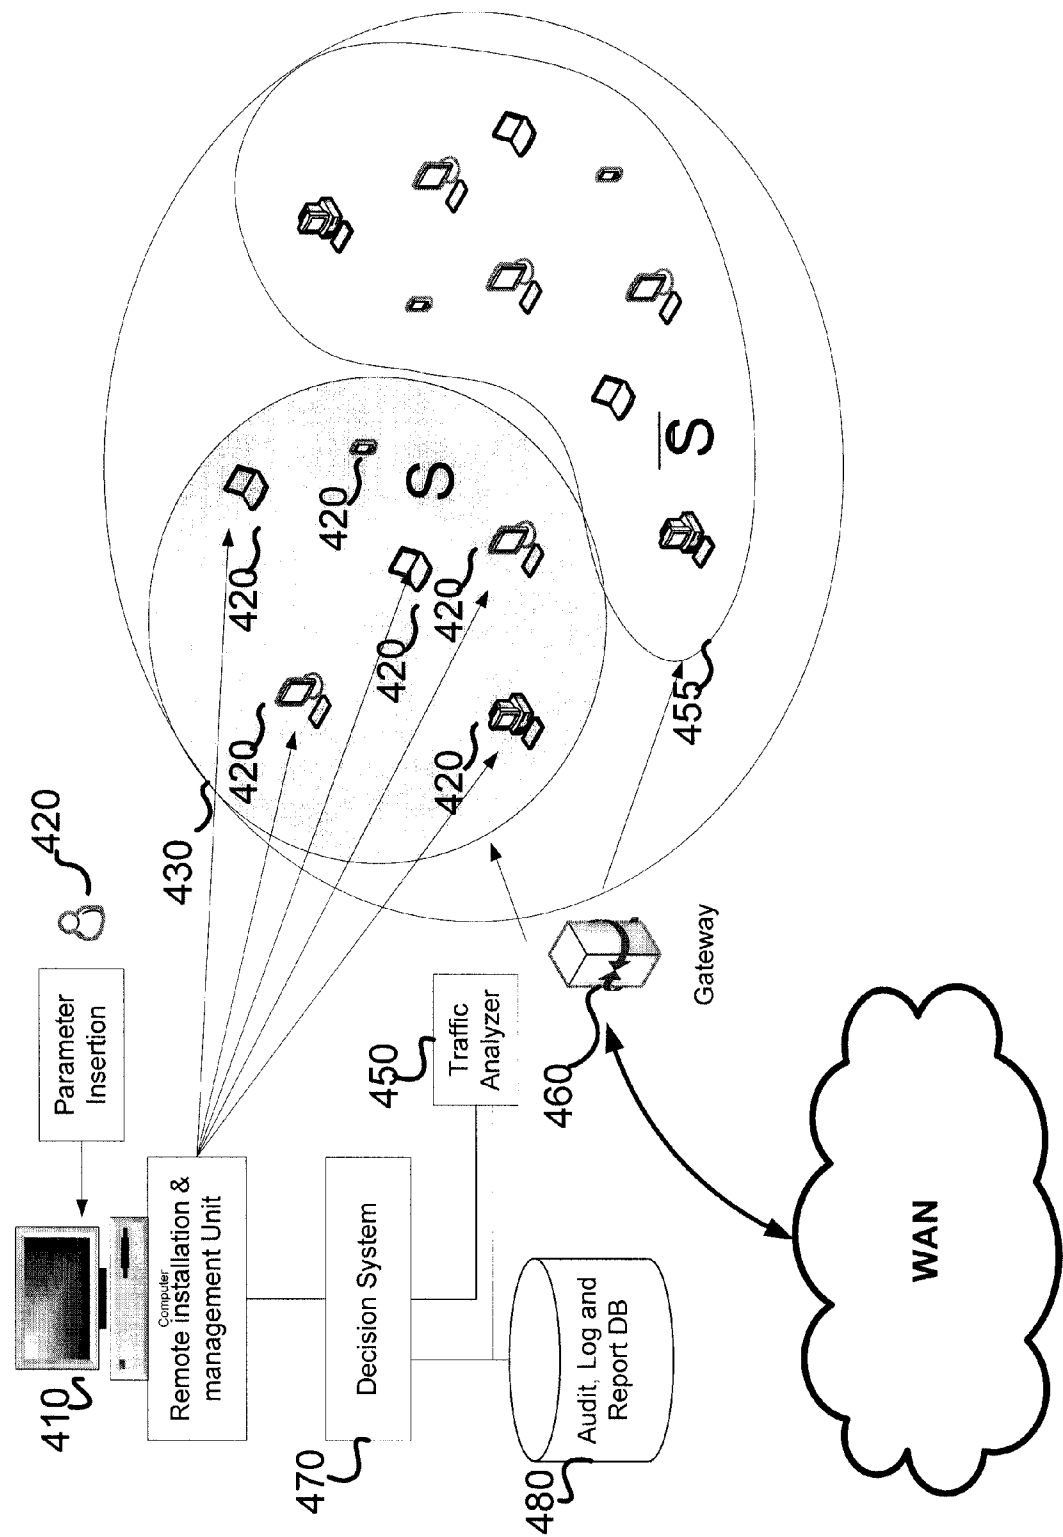 410
Parameter
Insertion
420
Computer
Remote installation &
management Unit
430
420
420
420
470
Decision System
450
Traffic
Analyzer
420
S
420
420
480
Audit, Log and
Report DB
460
Gateway
455
S̅
WAN